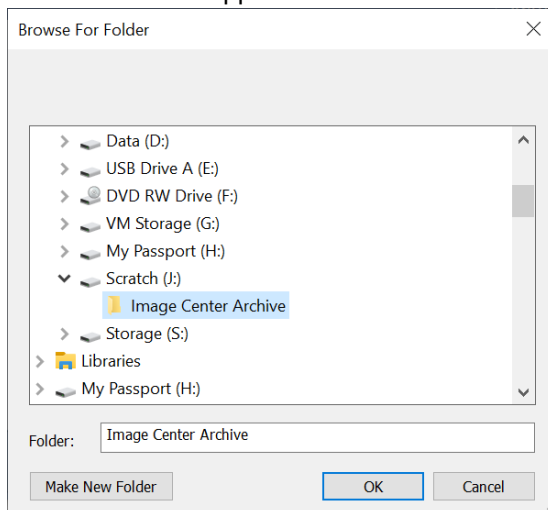 Browse For Folder
Data (D:)
USB Drive A (E:)
DVD RW Drive (F:)
VM Storage (G:)
My Passport (H:)
Scratch (J:)
Image Center Archive
Storage (S:)
Libraries
My Passport (H:)
Folder: Image Center Archive
Make New Folder OK Cancel